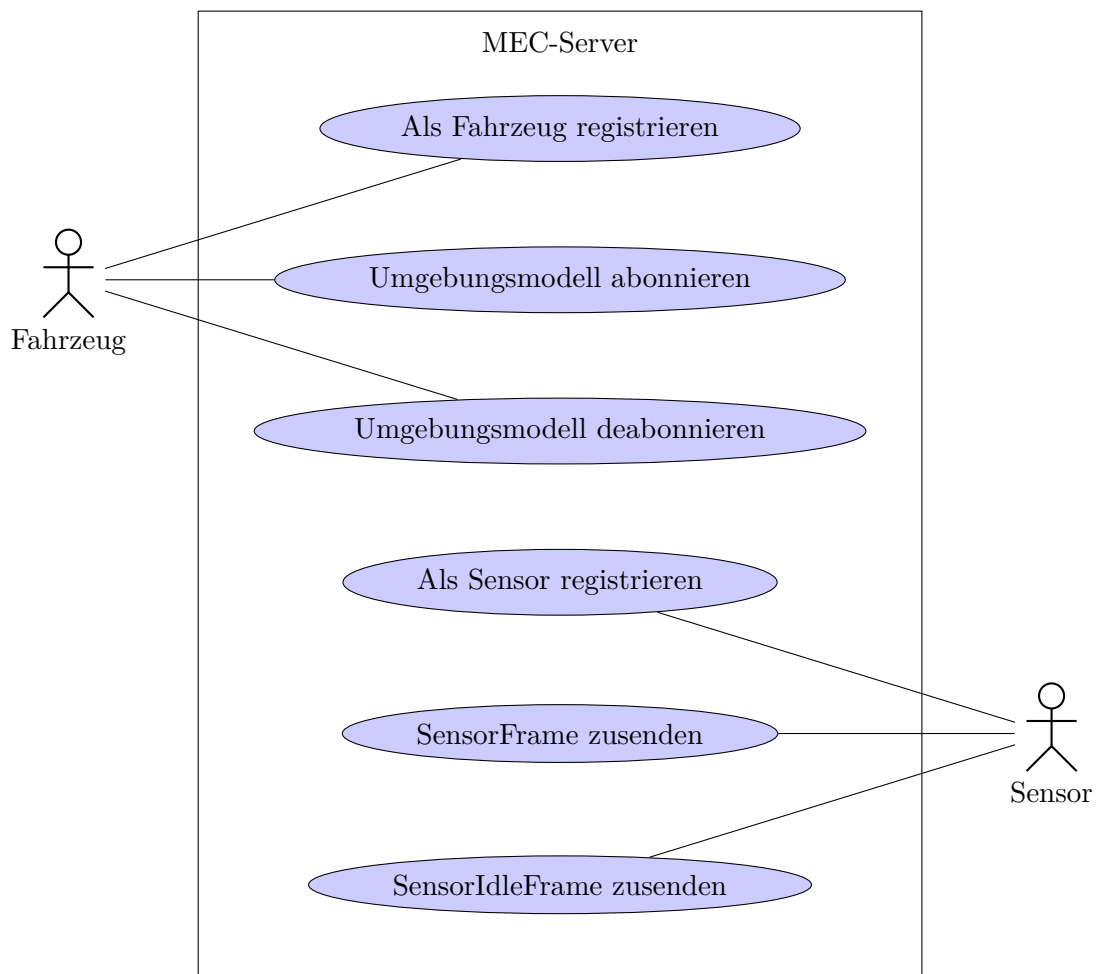 MEC-Server
Als Fahrzeug registrieren
Umgebungsmodell abonnieren
Fahrzeug
Umgebungsmodell deabonnieren
Als Sensor registrieren
SensorFrame zusenden
Sensor
SensorIdleFrame zusenden